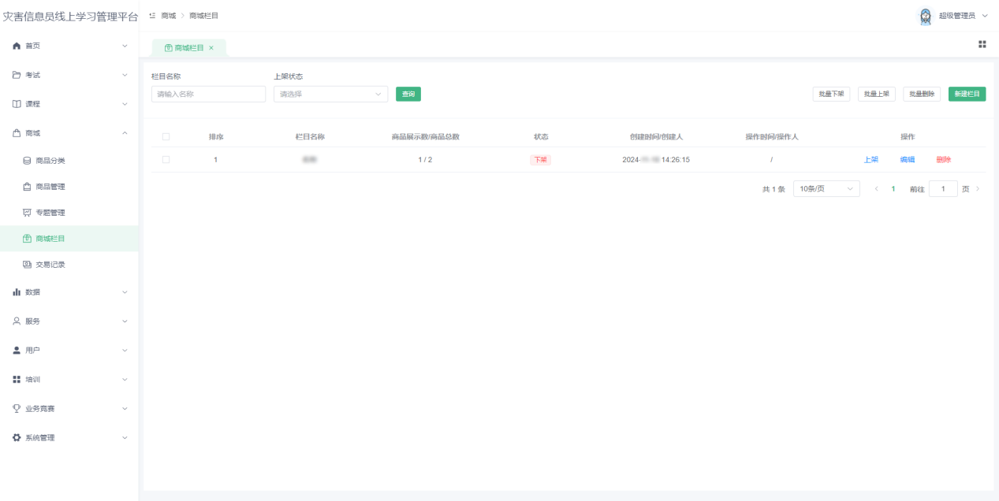 灾害信息员线上学习管理平台
商城 > 商城栏目
超级管理员
首页
考试
课程
商城
商品分类
商品管理
专题管理
商城栏目
交易记录
数据
服务
用户
培训
业务竞赛
系统管理
商城栏目 ×
栏目名称 上架状态
请输入名称 请选择 查询 批量下架 批量上架 批量删除 新建栏目
排序 栏目名称 商品展示数/商品总数 状态 创建时间/创建人 操作时间/操作人 操作
1 1 / 2 下架 2024- 14:26:15 / 上架 编辑 删除
共 1 条 10条/页 < 1 前往 1 页 >